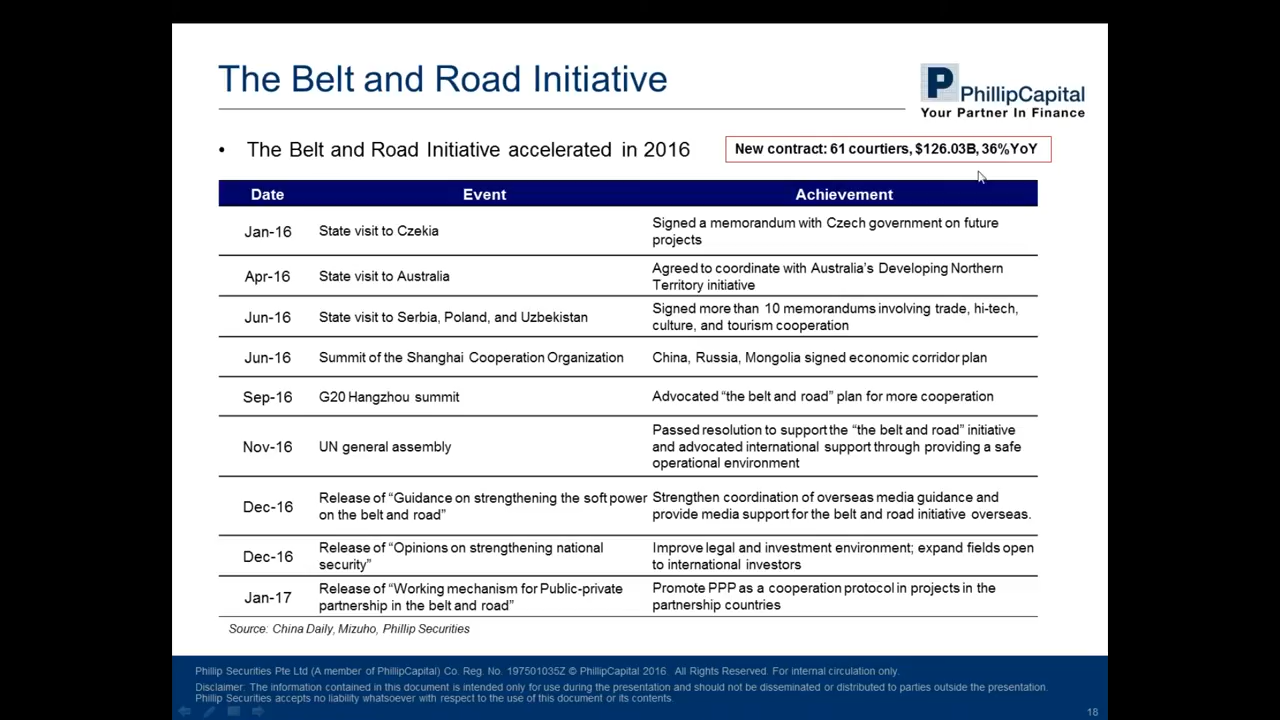 The Belt and Road Initiative
P
PhillipCapital
Your Partner In Finance
• The Belt and Road Initiative accelerated in 2016
New contract: 61 courtiers, $126.03B, 36%YoY
Date Event Achievement
Jan-16 State visit to Czekia Signed a memorandum with Czech government on future
projects
Apr-16 State visit to Australia Agreed to coordinate with Australia's Developing Northern
Territory initiative
Jun-16 State visit to Serbia, Poland, and Uzbekistan Signed more than 10 memorandums involving trade, hi-tech,
culture, and tourism cooperation
Jun-16 Summit of the Shanghai Cooperation Organization China, Russia, Mongolia signed economic corridor plan
Sep-16 G20 Hangzhou summit Advocated “the belt and road” plan for more cooperation
Nov-16 UN general assembly Passed resolution to support the “the belt and road” initiative
and advocated international support through providing a safe
operational environment
Dec-16 Release of “Guidance on strengthening the soft power
on the belt and road” Strengthen coordination of overseas media guidance and
provide media support for the belt and road initiative overseas.
Dec-16 Release of “Opinions on strengthening national
security” Improve legal and investment environment; expand fields open
to international investors
Jan-17 Release of “Working mechanism for Public-private
partnership in the belt and road” Promote PPP as a cooperation protocol in projects in the
partnership countries
Source: China Daily, Mizuho, Phillip Securities
Phillip Securities Pte Ltd (A member of PhillipCapital) Co. Reg. No. 197501035Z © PhillipCapital 2016. All Rights Reserved. For internal circulation only.
Disclaimer: The information contained in this document is intended only for use during the presentation and should not be disseminated or distributed to parties outside the presentation.
Phillip Securities accepts no liability whatsoever with respect to the use of this document or its contents.
18